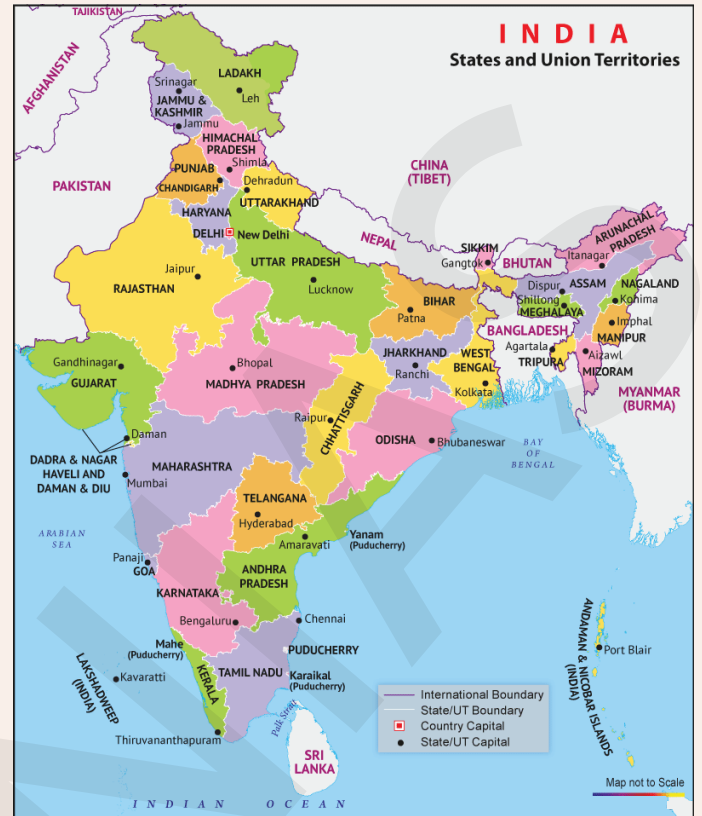 TAJIKISTAN
INDIA
States and Union Territories
AFGHANISTAN
LADAKH
Srinagar
Leh
JAMMU &
KASHMIR
Jammu
HIMACHAL
PRADESH
Shimla
PUNJAB
CHANDIGARH
Dehradun
UTTARAKHAND
CHINA
(TIBET)
PAKISTAN
HARYANA
DELHI
New Delhi
NEPAL
SIKKIM
Gangtok
BHUTAN
ARUNACHAL
PRADESH
Itanagar
Jaipur
RAJASTHAN
UTTAR PRADESH
Lucknow
BIHAR
Patna
Dispur
ASSAM
NAGALAND
Shillong
Kohima
MEGHALAYA
Imphal
MANIPUR
BANGLADESH
Agartala
TRIPURA
Aizawl
MIZORAM
MYANMAR
(BURMA)
Gandhinagar
GUJARAT
Bhopal
MADHYA PRADESH
JHARKHAND
Ranchi
WEST
BENGAL
Kolkata
CHHATTISGARH
Raipur
ODISHA
Bhubaneswar
BAY
OF
BENGAL
Daman
DADRA & NAGAR
HAVELI AND
DAMAN & DIU
MAHARASHTRA
Mumbai
TELANGANA
Hyderabad
ARABIAN
SEA
Amaravati
Yanam
(Puducherry)
Panaji
GOA
ANDHRA
PRADESH
KARNATAKA
Bengaluru
Chennai
Mahe
(Puducherry)
PUDUCHERRY
KERALA
TAMIL NADU
Karaikal
(Puducherry)
LAKSHADWEEP
(INDIA)
Kavaratti
Thiruvananthapuram
Palk Strait
SRI
LANKA
ANDAMAN & NICOBAR ISLANDS
(INDIA)
Port Blair
International Boundary
State/UT Boundary
Country Capital
State/UT Capital
Map not to Scale
INDIAN OCEAN